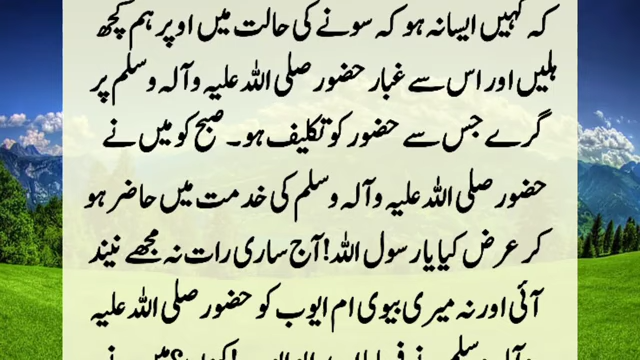 کہ کہیں ایسا نہ ہو کہ سونے کی حالت میں اوپر ہم کچھ
ہلیں اور اس سے غبار حضور صلی اللہ علیہ وآلہ وسلم پر
گرے جس سے حضور کو تکلیف ہو۔ صبح کو میں نے
حضور صلی اللہ علیہ وآلہ وسلم کی خدمت میں حاضر ہو
کر عرض کیا یا رسول اللہ! آج ساری رات نہ مجھے نیند
آئی اور نہ میری بیوی ام ایوب کو حضور صلی اللہ علیہ